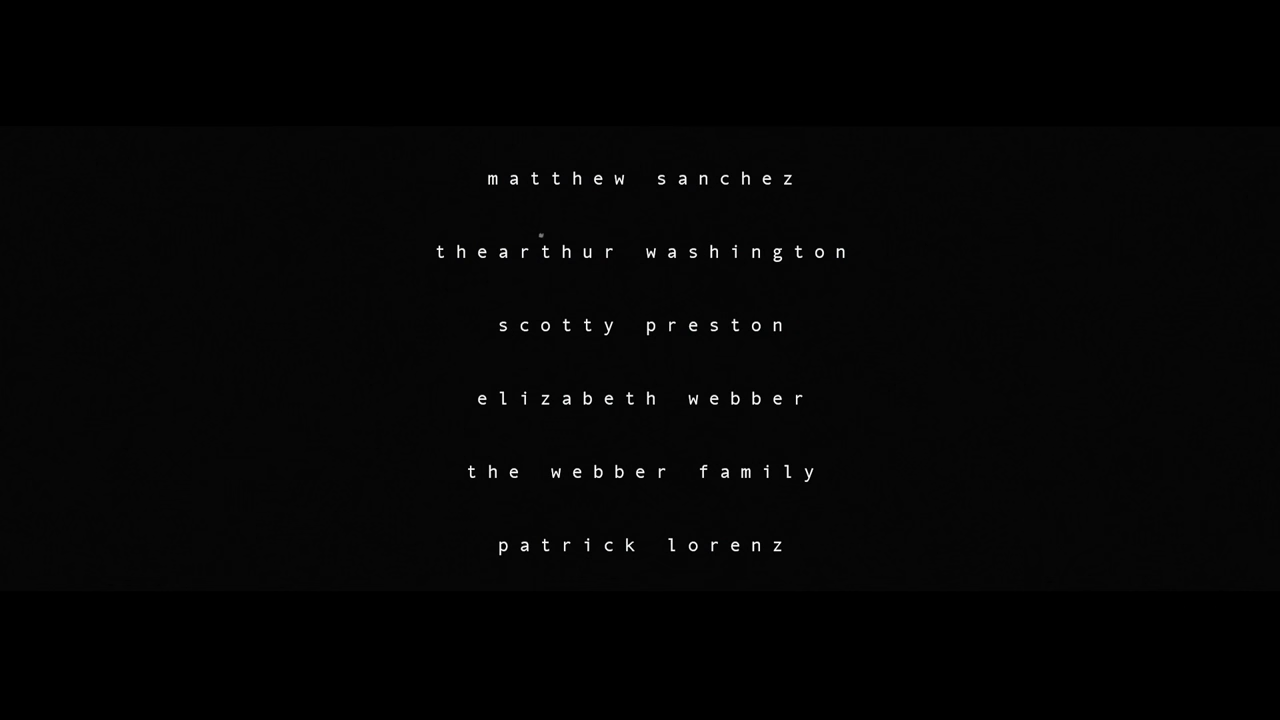 matthew sanchez
thearthur washington
scotty preston
elizabeth webber
the webber family
patrick lorenz